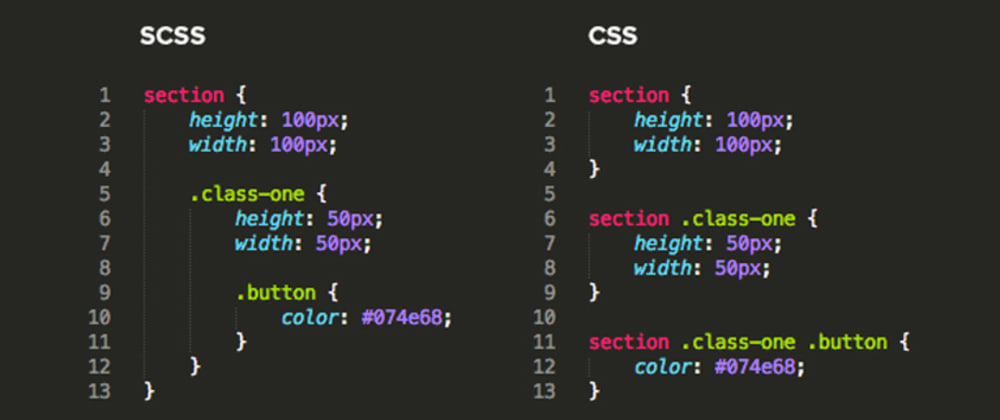 SCSS
1 section {
2 height: 100px;
3 width: 100px;
4
5 .class-one {
6 height: 50px;
7 width: 50px;
8
9 .button {
10 color: #074e68;
11 }
12 }
13 }
CSS
1 section {
2 height: 100px;
3 width: 100px;
4 }
5
6 section .class-one {
7 height: 50px;
8 width: 50px;
9 }
10
11 section .class-one .button {
12 color: #074e68;
13 }